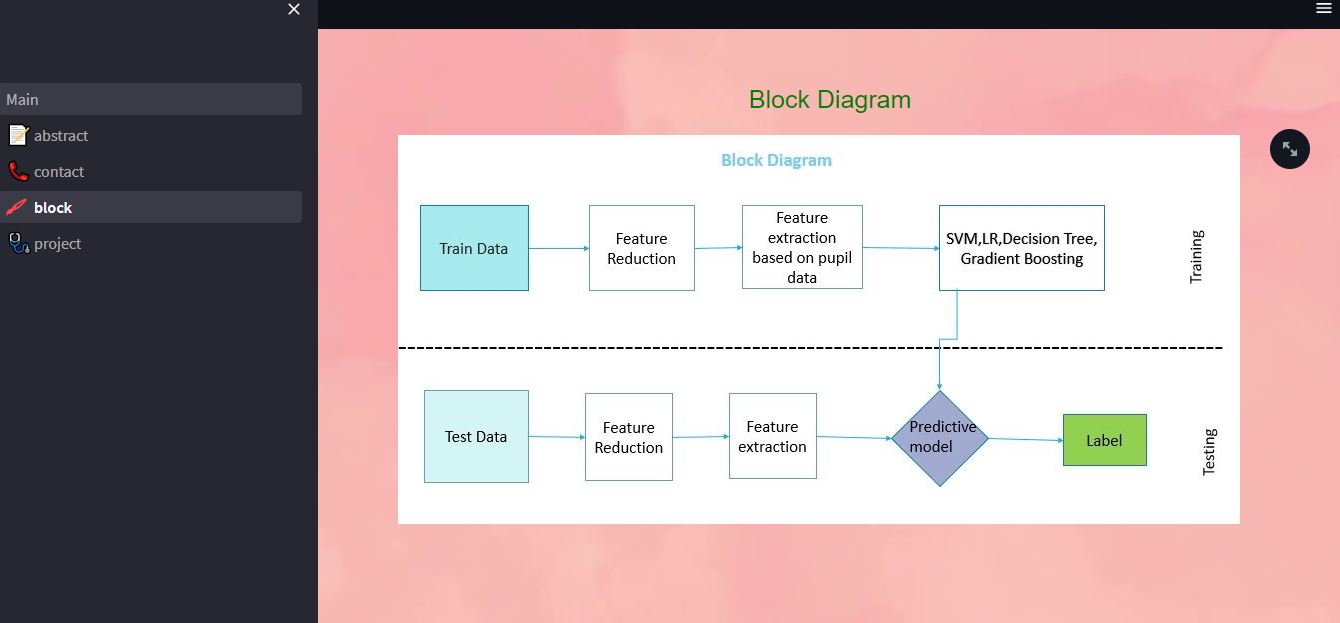 Main
abstract
contact
block
project
Block Diagram
Block Diagram
Train Data
Feature
Reduction
Feature
extraction
based on pupil
data
SVM,LR,Decision Tree,
Gradient Boosting
Training
Test Data
Feature
Reduction
Feature
extraction
Predictive
model
Label
Testing